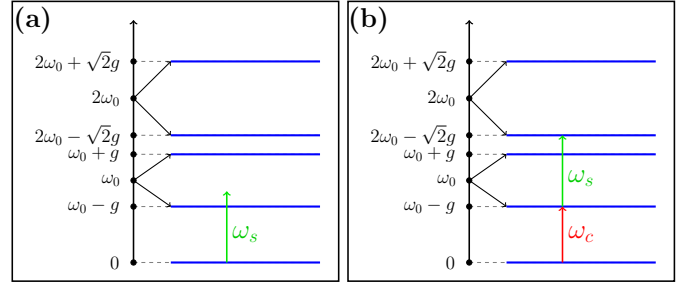 (a)
2ω₀ + √2g
2ω₀
2ω₀ − √2g
ω₀ + g
ω₀
ω₀ − g
ωₛ
0
(b)
2ω₀ + √2g
2ω₀
2ω₀ − √2g
ω₀ + g
ωₛ
ω₀
ω₀ − g
ω_c
0